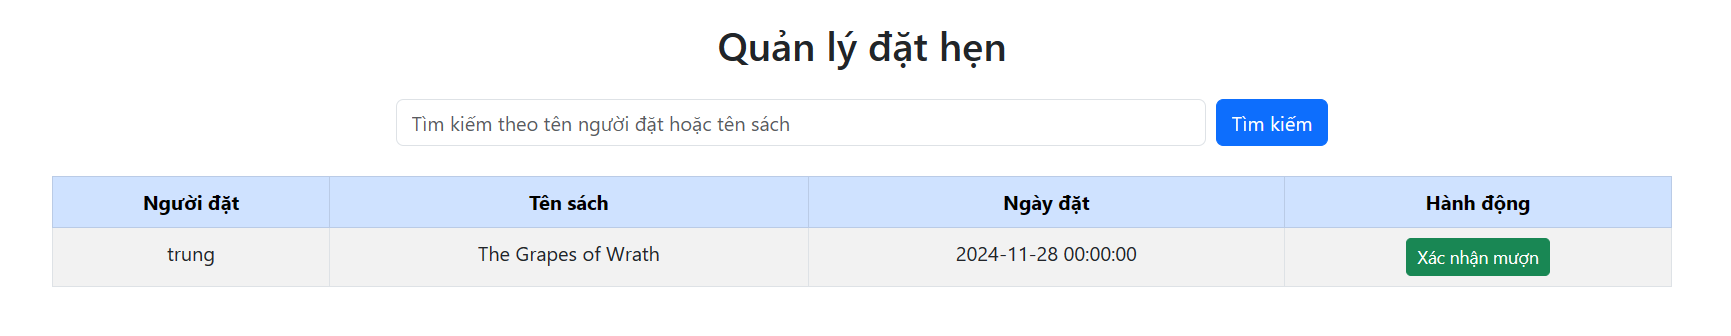 Quản lý đặt hẹn
Tìm kiếm theo tên người đặt hoặc tên sách Tìm kiếm
Người đặt Tên sách Ngày đặt Hành động
trung The Grapes of Wrath 2024-11-28 00:00:00 Xác nhận mượn